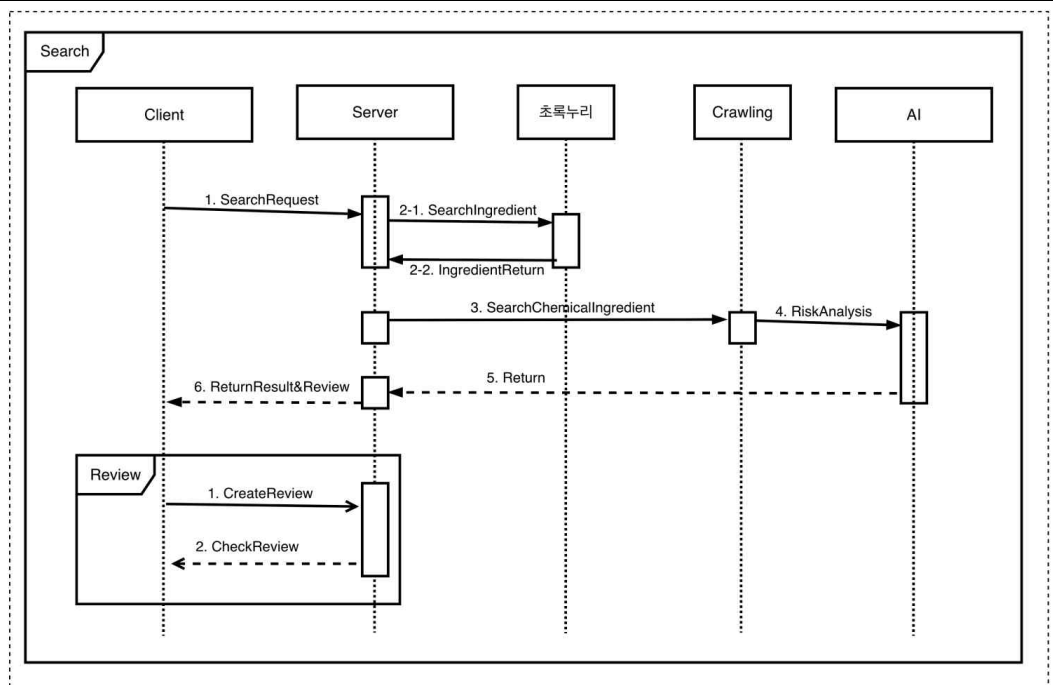 Search
Client
Server
초록누리
Crawling
AI
1. SearchRequest
2-1. SearchIngredient
2-2. IngredientReturn
3. SearchChemicalIngredient
4. RiskAnalysis
5. Return
6. ReturnResult&Review
Review
1. CreateReview
2. CheckReview